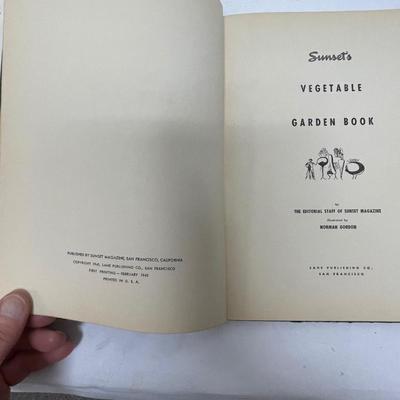 PUBLISHED BY SUNSET MAGAZINE, SAN FRANCISCO, CALIFORNIA
COPYRIGHT 1943, LANE PUBLISHING CO., SAN FRANCISCO
FIRST PRINTING—FEBRUARY 1943
PRINTED IN U. S. A.
Sunset's
VEGETABLE
GARDEN BOOK
by
THE EDITORIAL STAFF OF SUNSET MAGAZINE
illustrated by
NORMAN GORDON
LANE PUBLISHING CO.
SAN FRANCISCO